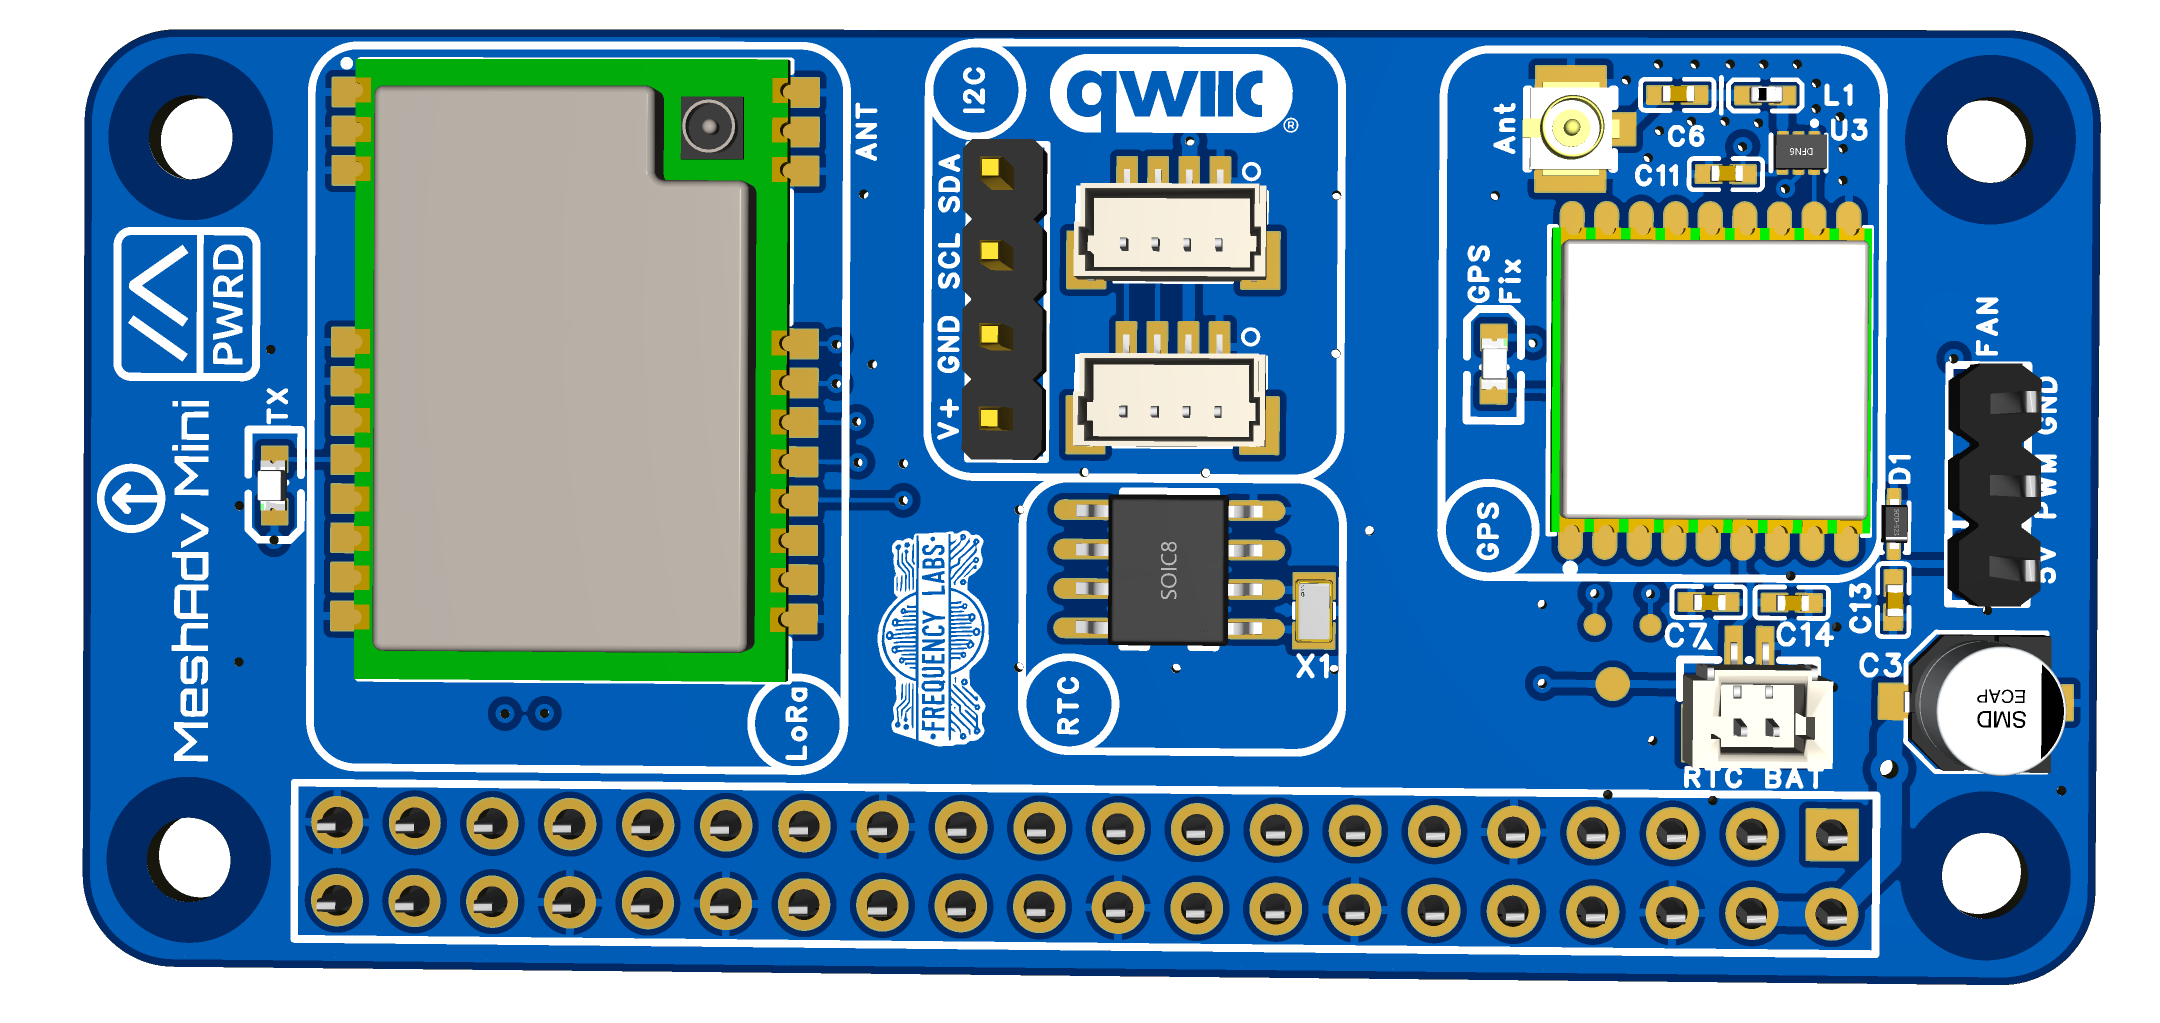 PWRD
MeshAdv Mini
TX
ANT
LoRa
I2C
qwiic
®
SDA
SCL
GND
V+
FREQUENCY LABS
SOIC8
X1
RTC
Ant
C6
L1
U3
DFN6
C11
GPS
Fix
GPS
FAN
GND
PWM
5V
D1
C13
C7
C14
C3
SMD
ECAP
RTC BAT